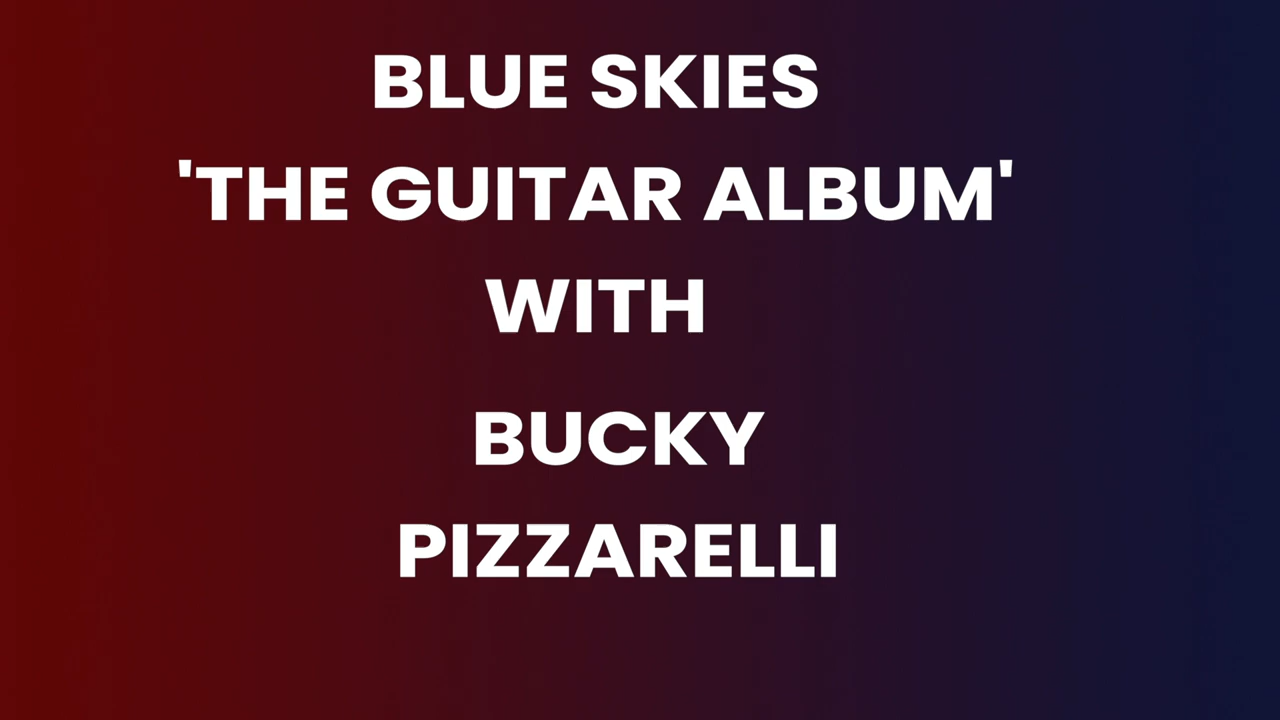 BLUE SKIES
'THE GUITAR ALBUM'
WITH
BUCKY
PIZZARELLI